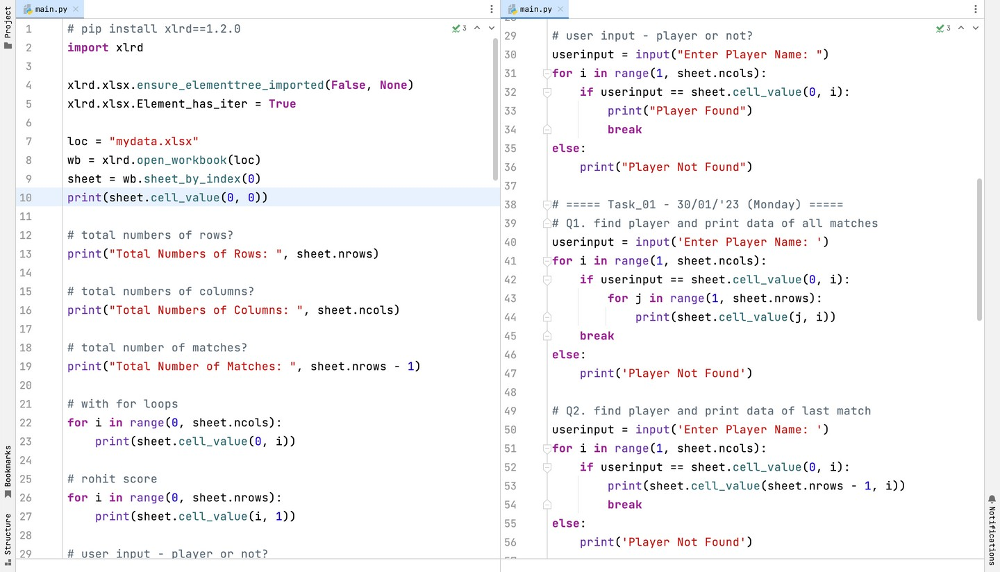 Project
Bookmarks
Structure
main.py
3
1 # pip install xlrd==1.2.0
2 import xlrd
3
4 xlrd.xlsx.ensure_elementtree_imported(False, None)
5 xlrd.xlsx.Element_has_iter = True
6
7 loc = "mydata.xlsx"
8 wb = xlrd.open_workbook(loc)
9 sheet = wb.sheet_by_index(0)
10 print(sheet.cell_value(0, 0))
11
12 # total numbers of rows?
13 print("Total Numbers of Rows: ", sheet.nrows)
14
15 # total numbers of columns?
16 print("Total Numbers of Columns: ", sheet.ncols)
17
18 # total number of matches?
19 print("Total Number of Matches: ", sheet.nrows - 1)
20
21 # with for loops
22 for i in range(0, sheet.ncols):
23     print(sheet.cell_value(0, i))
24
25 # rohit score
26 for i in range(0, sheet.nrows):
27     print(sheet.cell_value(i, 1))
28
29 # user input - player or not?
main.py
3
29 # user input - player or not?
30 userinput = input("Enter Player Name: ")
31 for i in range(1, sheet.ncols):
32     if userinput == sheet.cell_value(0, i):
33         print("Player Found")
34         break
35 else:
36     print("Player Not Found")
37
38 # ===== Task_01 - 30/01/'23 (Monday) =====
39 # Q1. find player and print data of all matches
40 userinput = input('Enter Player Name: ')
41 for i in range(1, sheet.ncols):
42     if userinput == sheet.cell_value(0, i):
43         for j in range(1, sheet.nrows):
44             print(sheet.cell_value(j, i))
45     break
46 else:
47     print('Player Not Found')
48
49 # Q2. find player and print data of last match
50 userinput = input('Enter Player Name: ')
51 for i in range(1, sheet.ncols):
52     if userinput == sheet.cell_value(0, i):
53         print(sheet.cell_value(sheet.nrows - 1, i))
54         break
55 else:
56     print('Player Not Found')
Notifications